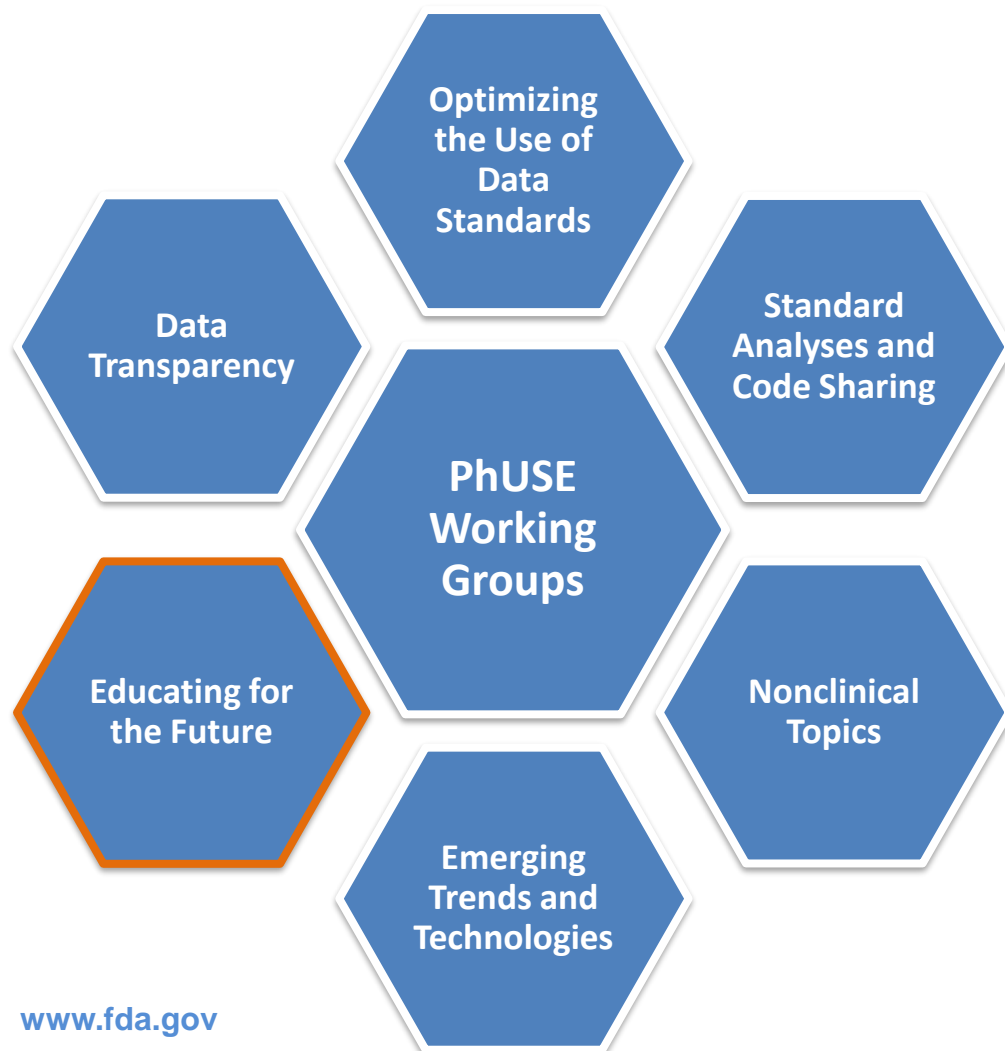 Optimizing
the Use of
Data
Standards
Data
Transparency
Standard
Analyses and
Code Sharing
PhUSE
Working
Groups
Educating for
the Future
Nonclinical
Topics
Emerging
Trends and
Technologies
www.fda.gov